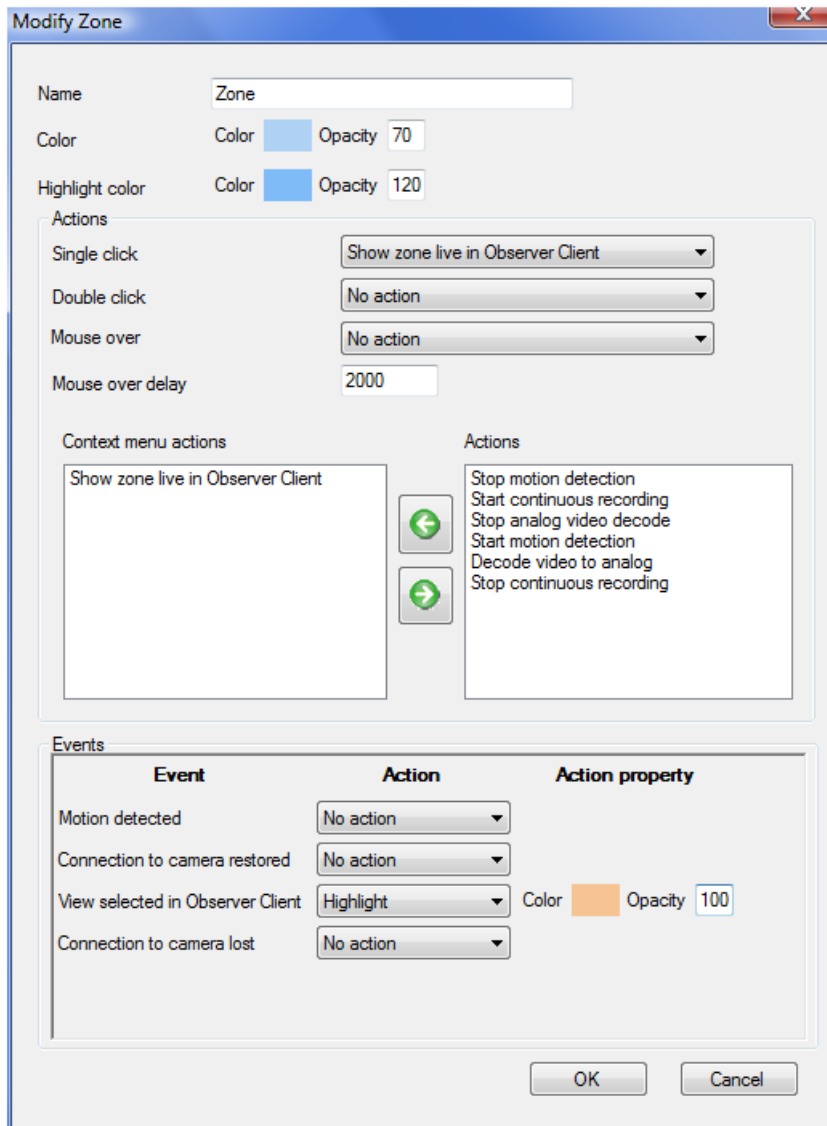 Modify Zone
X
Name Zone
Color Color Opacity 70
Highlight color Color Opacity 120
Actions
Single click Show zone live in Observer Client
Double click No action
Mouse over No action
Mouse over delay 2000
Context menu actions Actions
Show zone live in Observer Client Stop motion detection
Start continuous recording
Stop analog video decode
Start motion detection
Decode video to analog
Stop continuous recording
Events
Event Action Action property
Motion detected No action
Connection to camera restored No action
View selected in Observer Client Highlight Color Opacity 100
Connection to camera lost No action
OK Cancel